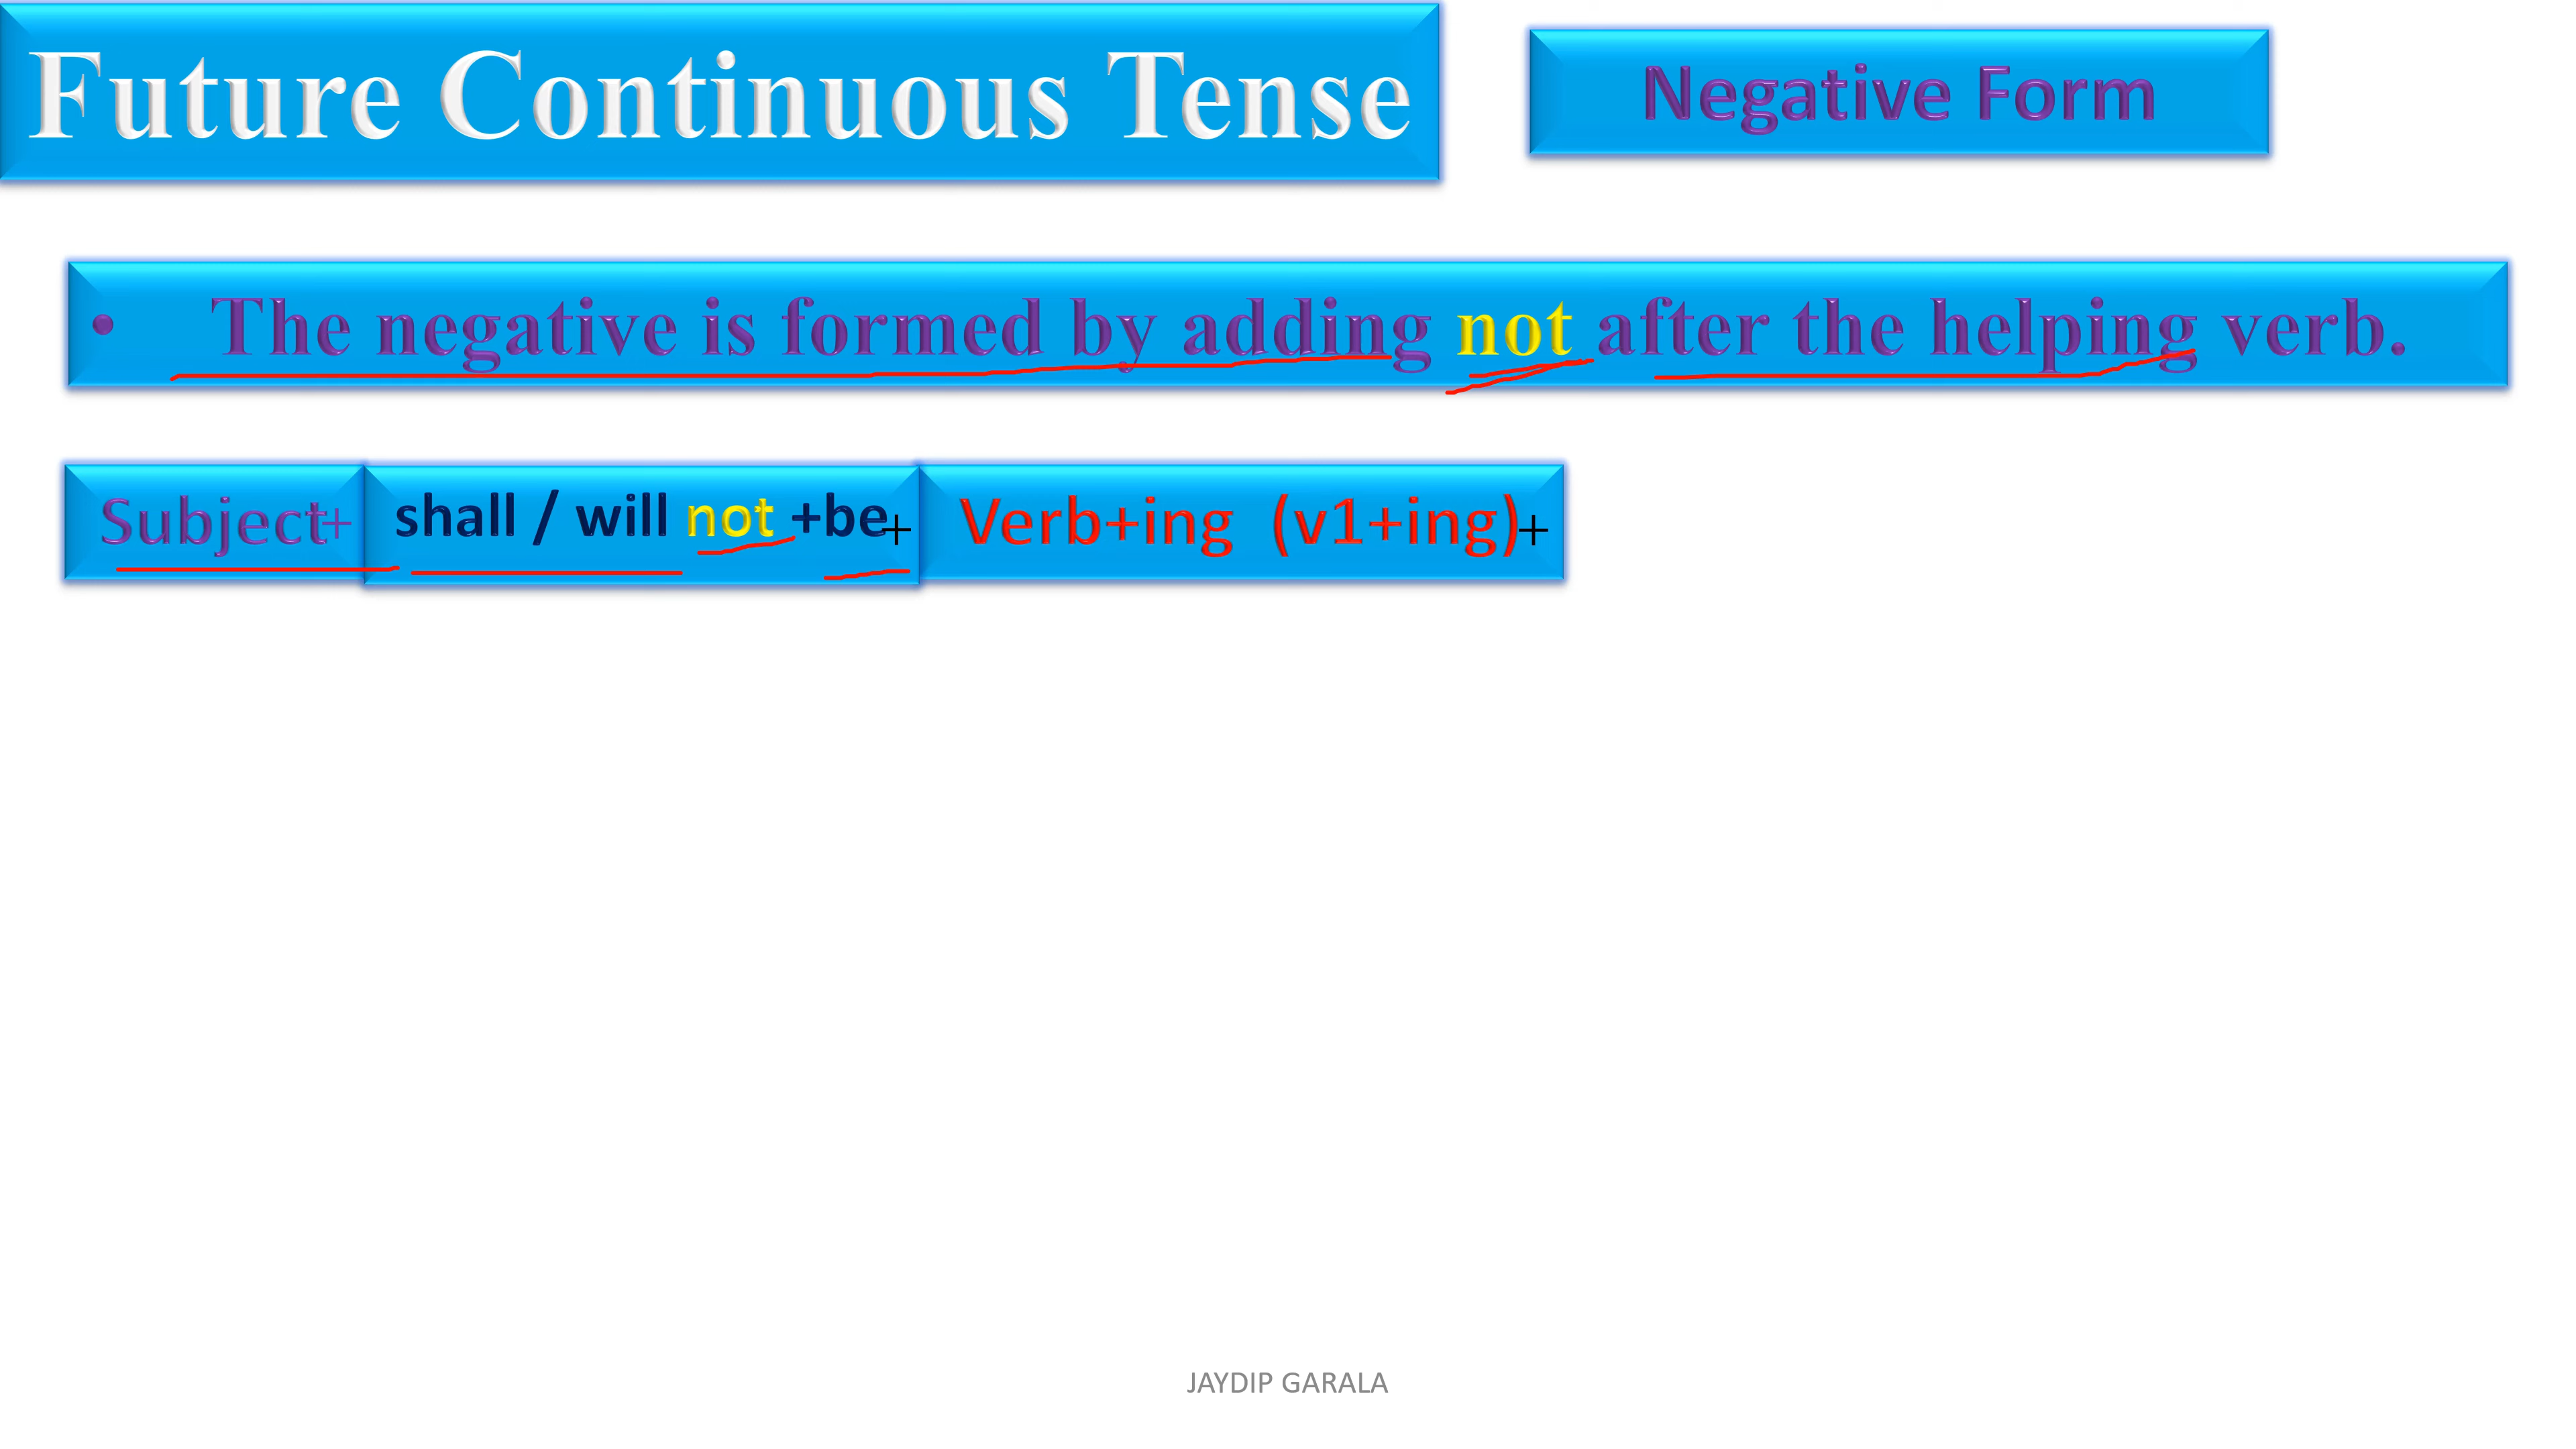 Future Continuous Tense
Negative Form
• The negative is formed by adding not after the helping verb.
Subject+ shall / will not +be+ Verb+ing (v1+ing)+
JAYDIP GARALA